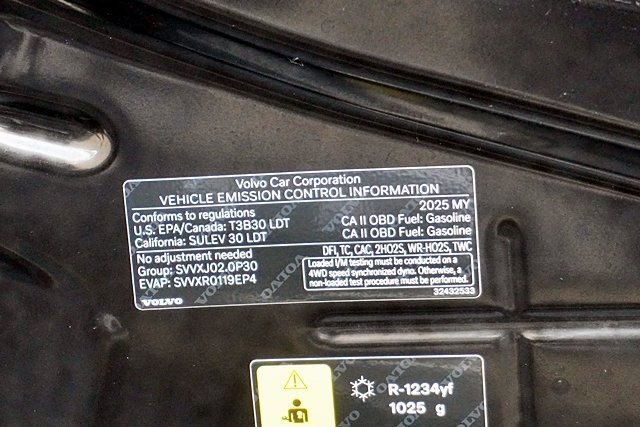 Volvo Car Corporation
VEHICLE EMISSION CONTROL INFORMATION
Conforms to regulations 2025 MY
U.S. EPA/Canada: T3B30 LDT CA II OBD Fuel: Gasoline
California: SULEV 30 LDT CA II OBD Fuel: Gasoline
No adjustment needed DFI, TC, CAC, 2HO2S, WR-HO2S, TWC
Group: SVVXJ02.0P30
EVAP: SVVXR0119EP4
Loaded I/M testing must be conducted on a
4WD speed synchronized dyno. Otherwise, a
non-loaded test procedure must be performed.
VOLVO 32432533
R-1234yf
1025 g